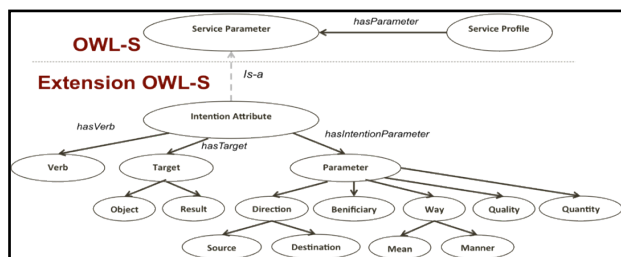 hasParameter
Service Parameter
Service Profile
OWL-S
Is-a
Extension OWL-S
Intention Attribute
hasVerb
hasTarget
hasIntentionParameter
Verb
Target
Parameter
Object
Result
Direction
Benificiary
Way
Quality
Quantity
Source
Destination
Mean
Manner